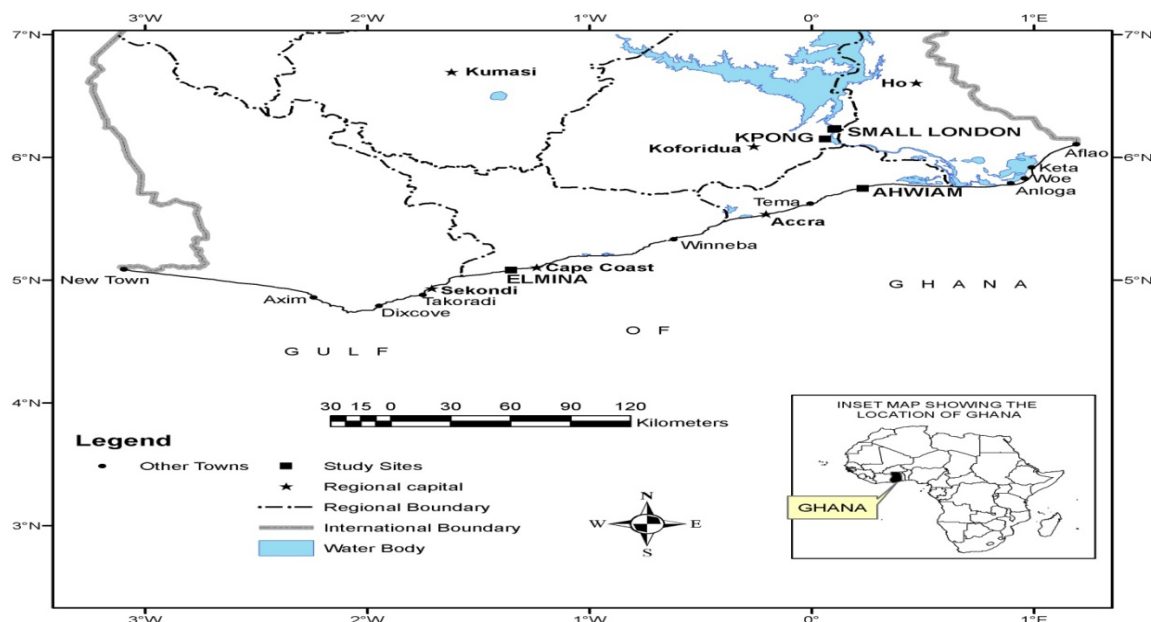 3°W 2°W 1°W 0° 1°E
7°N 7°N
Kumasi
Ho
SMALL LONDON
KPONG
Koforidua
Aflao
6°N 6°N
Keta
Woe
Anloga
AHWIAM
Tema
Accra
Winneba
Cape Coast
ELMINA
New Town
5°N 5°N
Sekondi
Takoradi
Axim
Dixcove
G H A N A
O F
G U L F
4°N 4°N
30 15 0 30 60 90 120
Kilometers
INSET MAP SHOWING THE
LOCATION OF GHANA
GHANA
Legend
Other Towns
Study Sites
Regional capital
Regional Boundary
International Boundary
Water Body
N
W E
S
3°N 3°N
3°W 2°W 1°W 0° 1°E